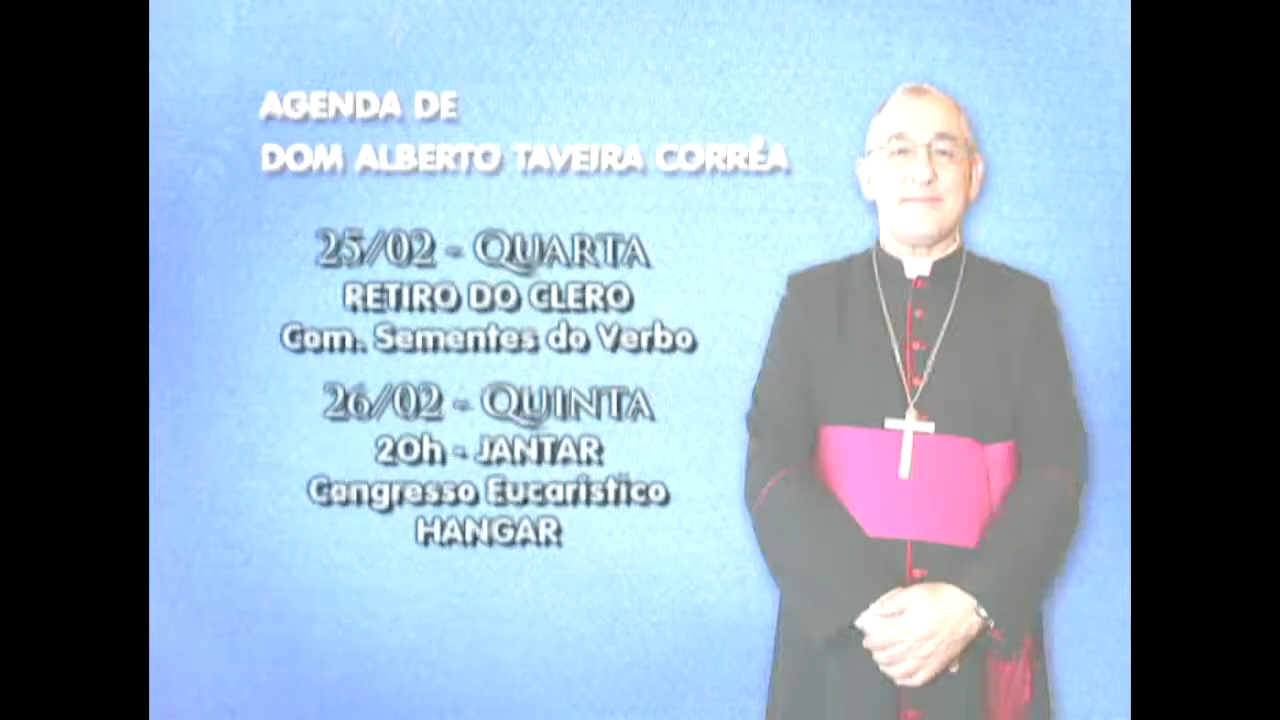 AGENDA DE
DOM ALBERTO TAVEIRA CORRÊA
25/02 - QUARTA
RETIRO DO CLERO
Com. Sementes do Verbo
26/02 - QUINTA
20h - JANTAR
Congresso Eucarístico
HANGAR